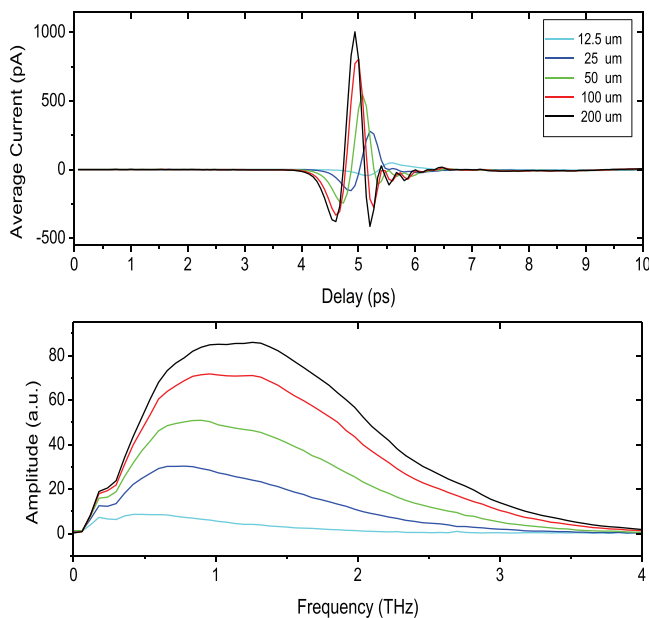 Average Current (pA)
1000
500
0
-500
12.5 um
25 um
50 um
100 um
200 um
0 1 2 3 4 5 6 7 8 9 10
Delay (ps)
Amplitude (a.u.)
80
60
40
20
0
0 1 2 3 4
Frequency (THz)